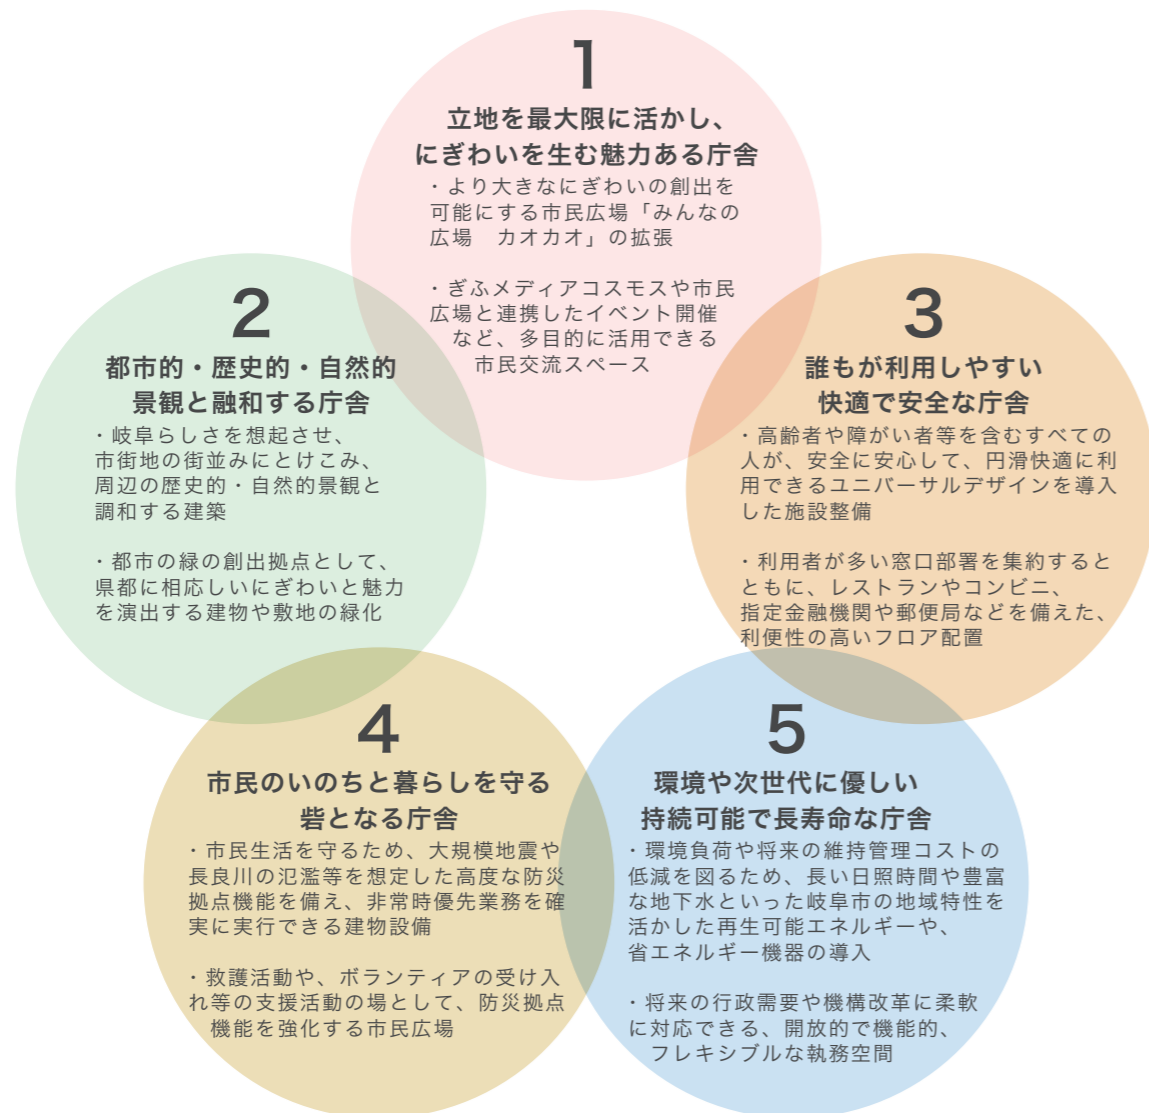 1
立地を最大限に活かし、
にぎわいを生む魅力ある庁舎
・より大きなにぎわいの創出を
可能にする市民広場「みんなの
広場　カオカオ」の拡張
・ぎふメディアコスモスや市民
広場と連携したイベント開催
など、多目的に活用できる
市民交流スペース
2
都市的・歴史的・自然的
景観と融和する庁舎
・岐阜らしさを想起させ、
市街地の街並みにとけこみ、
周辺の歴史的・自然的景観と
調和する建築
・都市の緑の創出拠点として、
県都に相応しいにぎわいと魅力
を演出する建物や敷地の緑化
3
誰もが利用しやすい
快適で安全な庁舎
・高齢者や障がい者等を含むすべての
人が、安全に安心して、円滑快適に利
用できるユニバーサルデザインを導入
した施設整備
・利用者が多い窓口部署を集約すると
ともに、レストランやコンビニ、
指定金融機関や郵便局などを備えた、
利便性の高いフロア配置
4
市民のいのちと暮らしを守る
砦となる庁舎
・市民生活を守るため、大規模地震や
長良川の氾濫等を想定した高度な防災
拠点機能を備え、非常時優先業務を確
実に実行できる建物設備
・救護活動や、ボランティアの受け入
れ等の支援活動の場として、防災拠点
機能を強化する市民広場
5
環境や次世代に優しい
持続可能で長寿命な庁舎
・環境負荷や将来の維持管理コストの
低減を図るため、長い日照時間や豊富
な地下水といった岐阜市の地域特性を
活かした再生可能エネルギーや、
省エネルギー機器の導入
・将来の行政需要や機構改革に柔軟
に対応できる、開放的で機能的、
フレキシブルな執務空間